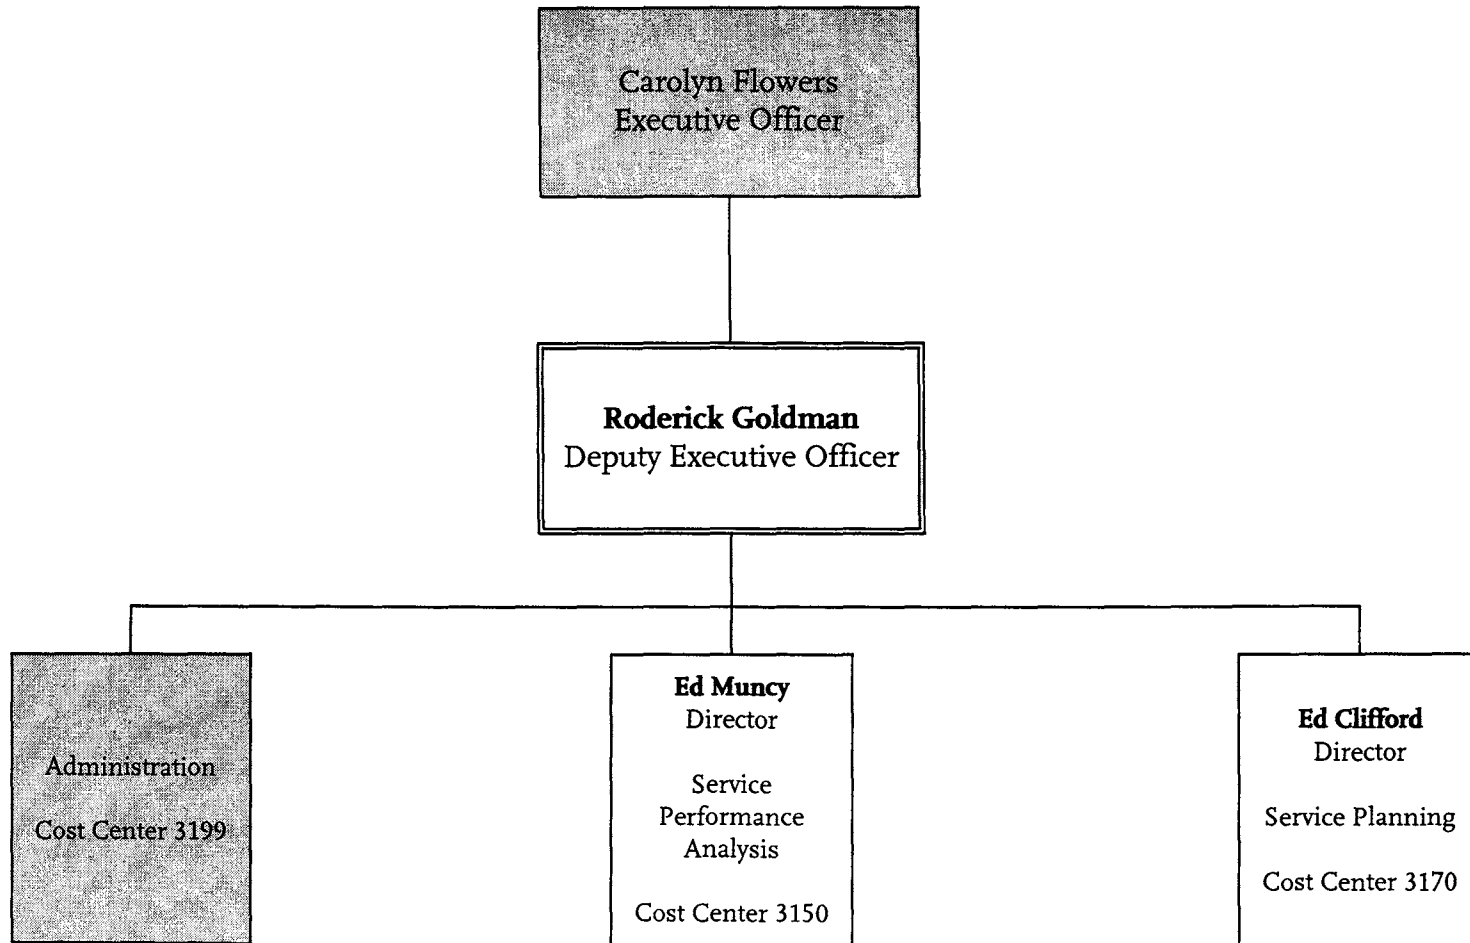 Carolyn Flowers
Executive Officer
Roderick Goldman
Deputy Executive Officer
Administration
Cost Center 3199
Ed Muncy
Director
Service
Performance
Analysis
Cost Center 3150
Ed Clifford
Director
Service Planning
Cost Center 3170